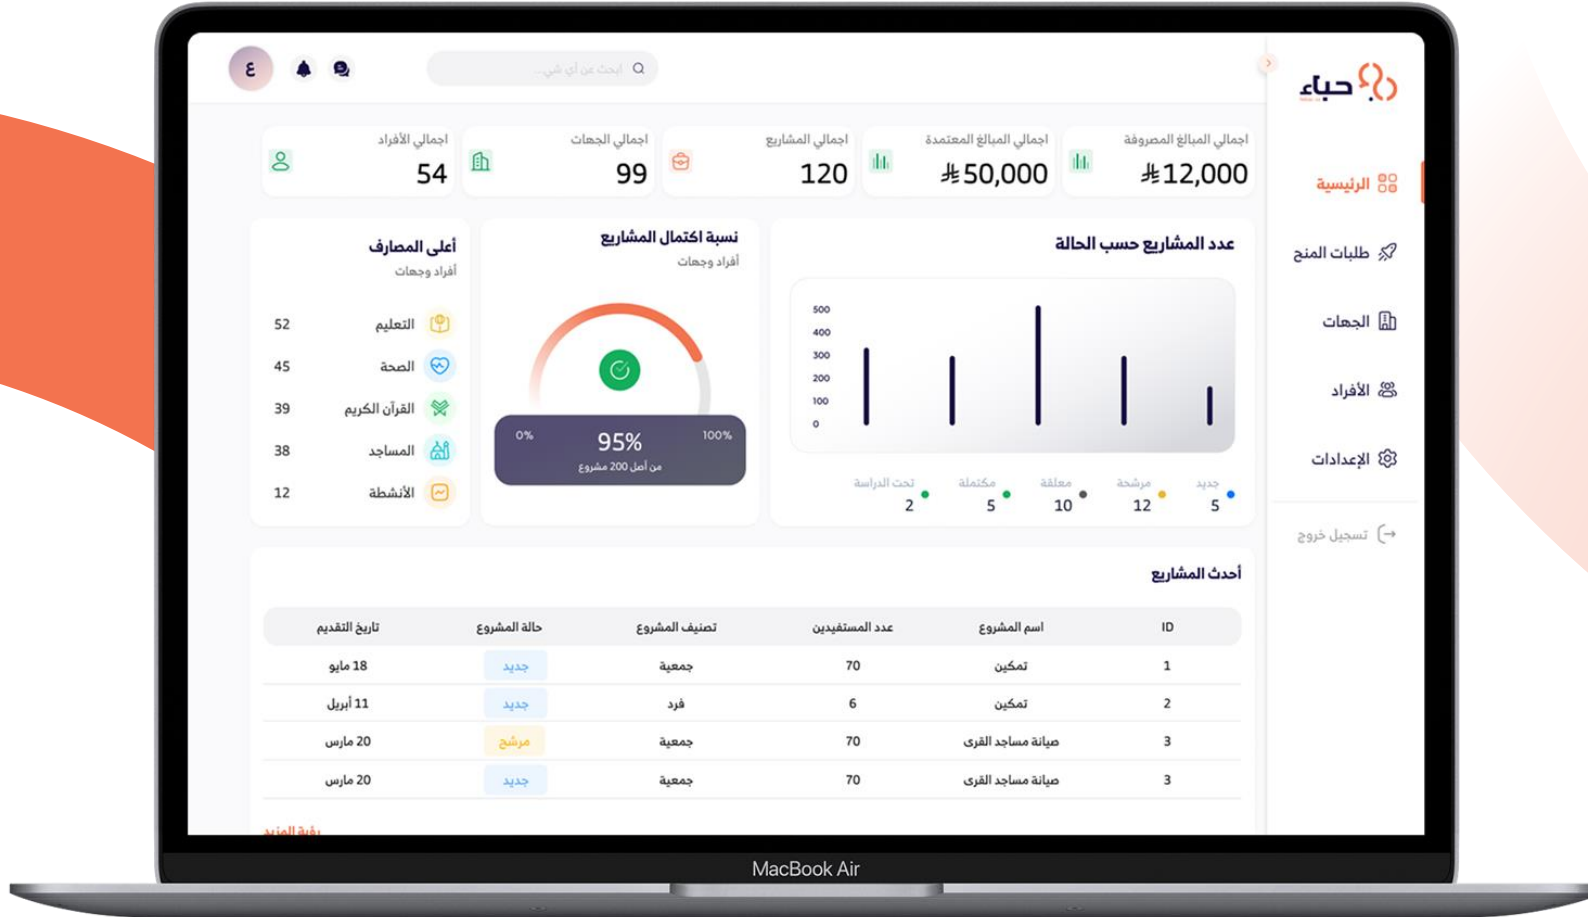 حباء
ابحث عن أي شي...
ع
الرئيسية
طلبات المنح
الجهات
الأفراد
الإعدادات
تسجيل خروج
اجمالي المبالغ المصروفة
12,000
اجمالي المبالغ المعتمدة
50,000
اجمالي المشاريع
120
اجمالي الجهات
99
اجمالي الأفراد
54
عدد المشاريع حسب الحالة
500
400
300
200
100
0
جديد مرشحة معلقة مكتملة تحت الدراسة
5 12 10 5 2
نسبة اكتمال المشاريع
أفراد وجهات
0% 95% 100%
من أصل 200 مشروع
أعلى المصارف
أفراد وجهات
التعليم 52
الصحة 45
القرآن الكريم 39
المساجد 38
الأنشطة 12
أحدث المشاريع
ID اسم المشروع عدد المستفيدين تصنيف المشروع حالة المشروع تاريخ التقديم
1 تمكين 70 جمعية جديد 18 مايو
2 تمكين 6 فرد جديد 11 أبريل
3 صيانة مساجد القرى 70 جمعية مرشح 20 مارس
3 صيانة مساجد القرى 70 جمعية جديد 20 مارس
رؤية المزيد
MacBook Air